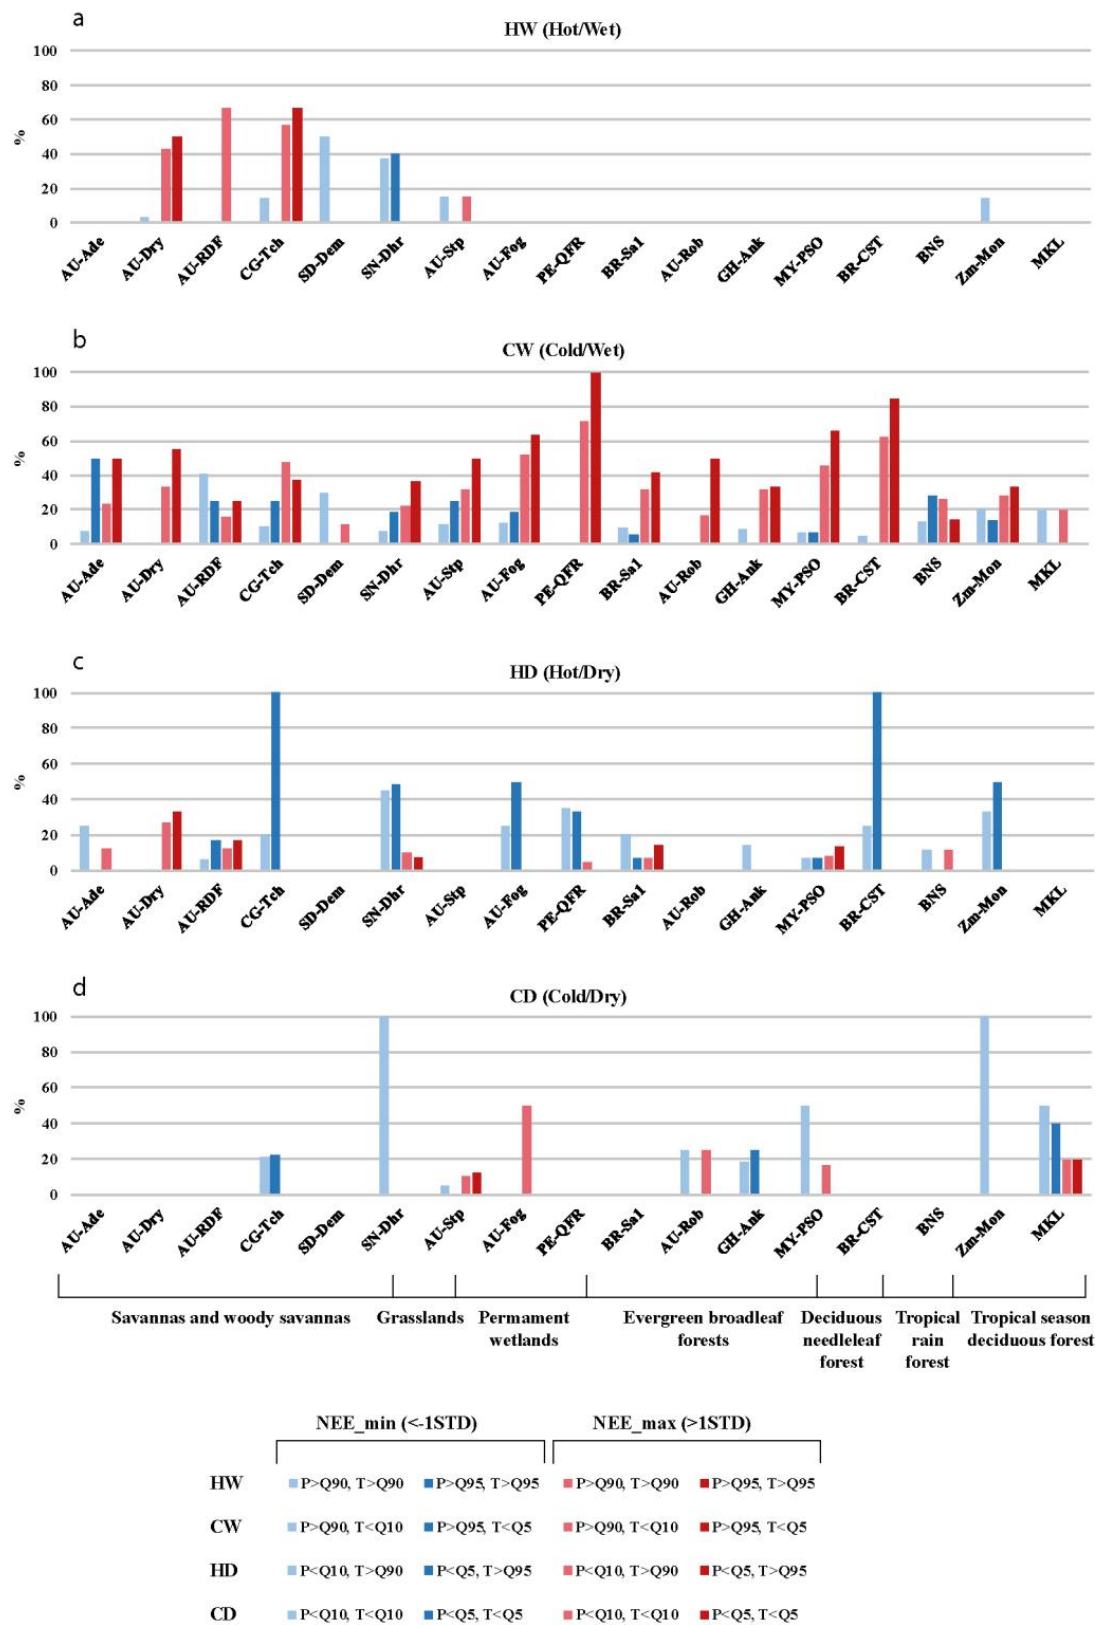 a
HW (Hot/Wet)
100
80
60
40
20
0
%
AU-Ade AU-Dry AU-RDF CG-Tch SD-Dem SN-Dhr AU-Stp AU-Fog PE-QFR BR-Sa1 AU-Rob GH-Ank MY-PSO BR-CST BNS Zm-Mon MKL
b
CW (Cold/Wet)
100
80
60
40
20
0
%
AU-Ade AU-Dry AU-RDF CG-Tch SD-Dem SN-Dhr AU-Stp AU-Fog PE-QFR BR-Sa1 AU-Rob GH-Ank MY-PSO BR-CST BNS Zm-Mon MKL
c
HD (Hot/Dry)
100
80
60
40
20
0
%
AU-Ade AU-Dry AU-RDF CG-Tch SD-Dem SN-Dhr AU-Stp AU-Fog PE-QFR BR-Sa1 AU-Rob GH-Ank MY-PSO BR-CST BNS Zm-Mon MKL
d
CD (Cold/Dry)
100
80
60
40
20
0
%
AU-Ade AU-Dry AU-RDF CG-Tch SD-Dem SN-Dhr AU-Stp AU-Fog PE-QFR BR-Sa1 AU-Rob GH-Ank MY-PSO BR-CST BNS Zm-Mon MKL
Savannas and woody savannas
Grasslands
Permament
wetlands
Evergreen broadleaf
forests
Deciduous
needleleaf
forest
Tropical
rain
forest
Tropical season
deciduous forest
NEE_min (<-1STD) NEE_max (>1STD)
HW P>Q90, T>Q90 P>Q95, T>Q95 P>Q90, T>Q90 P>Q95, T>Q95
CW P>Q90, T<Q10 P>Q95, T<Q5 P>Q90, T<Q10 P>Q95, T<Q5
HD P<Q10, T>Q90 P<Q5, T>Q95 P<Q10, T>Q90 P<Q5, T>Q95
CD P<Q10, T<Q10 P<Q5, T<Q5 P<Q10, T<Q10 P<Q5, T<Q5